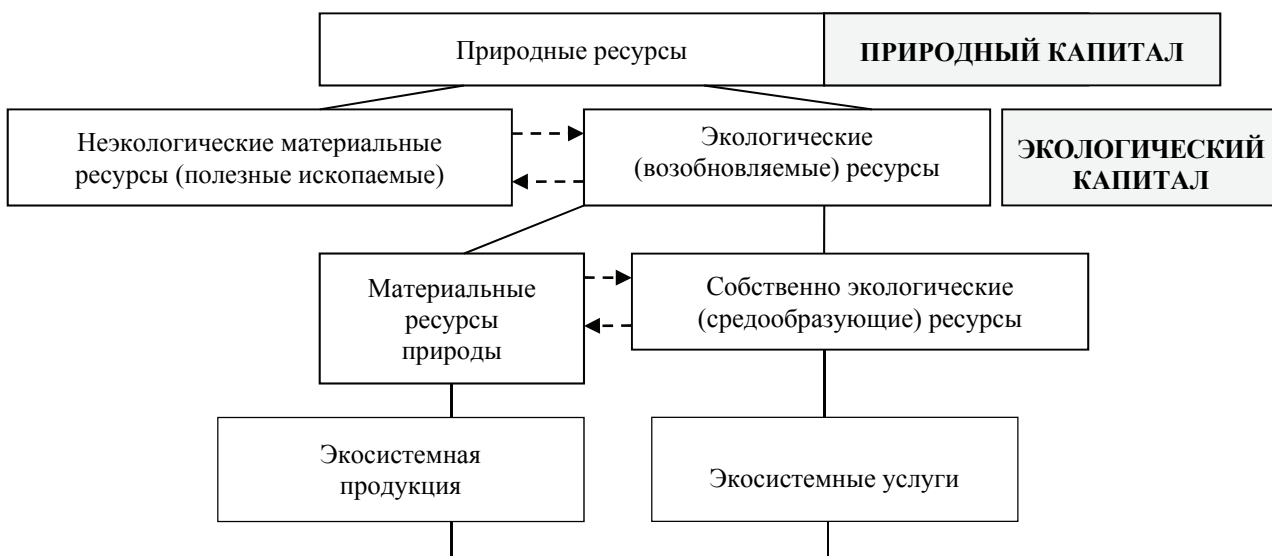 Природные ресурсы
ПРИРОДНЫЙ КАПИТАЛ
Неэкологические материальные
ресурсы (полезные ископаемые)
Экологические
(возобновляемые) ресурсы
ЭКОЛОГИЧЕСКИЙ
КАПИТАЛ
Материальные
ресурсы
природы
Собственно экологические
(средообразующие) ресурсы
Экосистемная
продукция
Экосистемные услуги